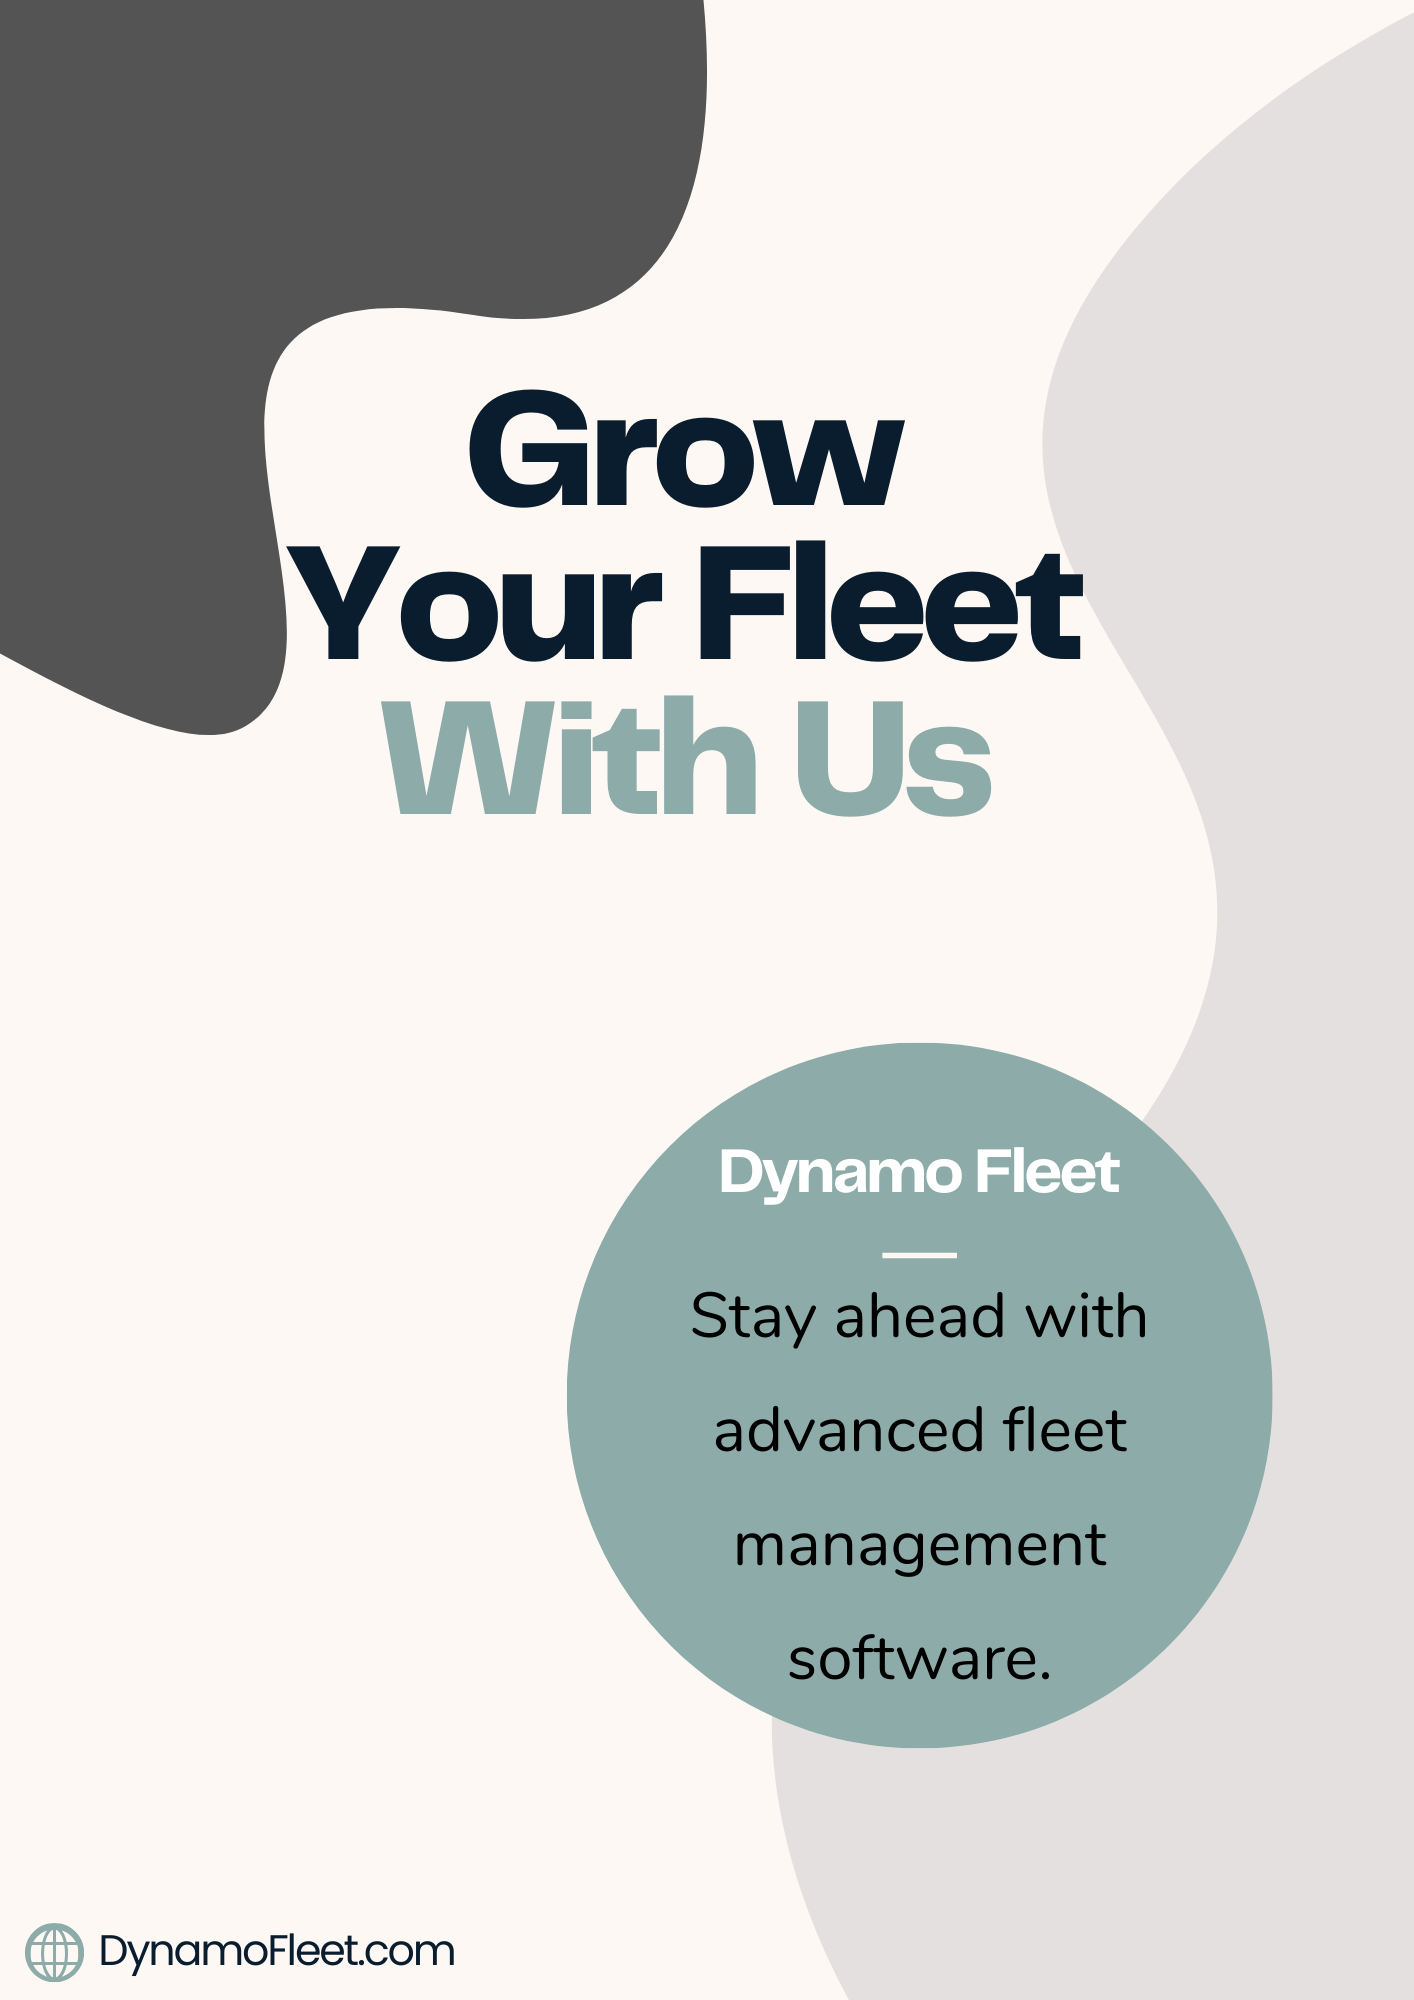 Grow
Your Fleet
With Us
Dynamo Fleet
Stay ahead with
advanced fleet
management
software.
DynamoFleet.com